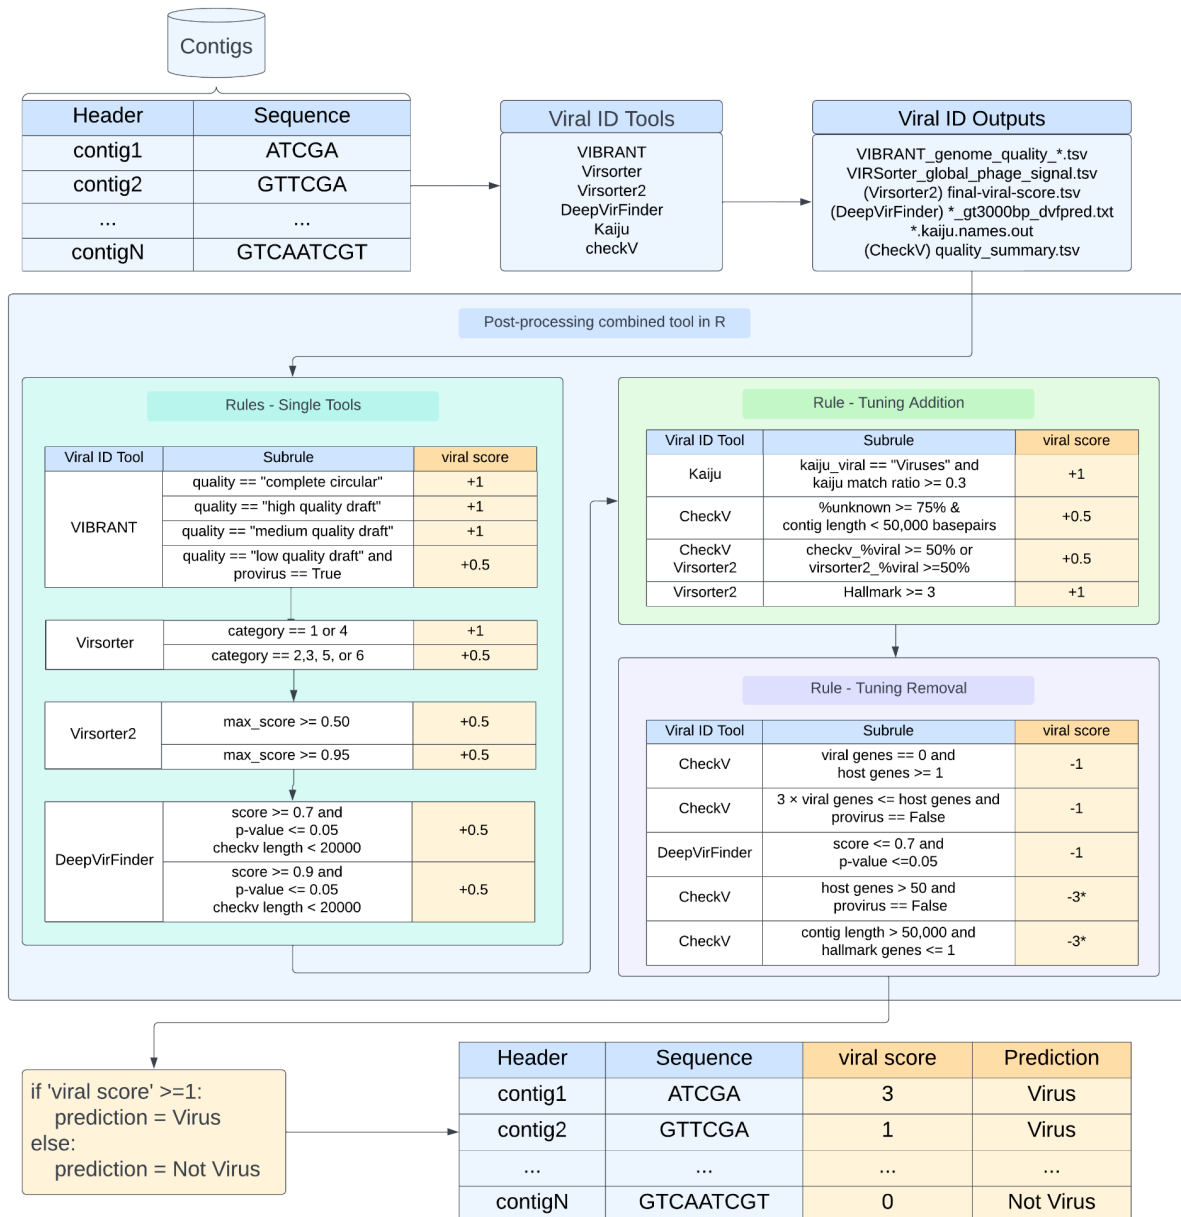 Contigs
Header Sequence
contig1 ATCGA
contig2 GTTCGA
... ...
contigN GTCAATCGT
Viral ID Tools
VIBRANT
Virsorter
Virsorter2
DeepVirFinder
Kaiju
checkV
Viral ID Outputs
VIBRANT_genome_quality_*.tsv
VIRSorter_global_phage_signal.tsv
(Virsorter2) final-viral-score.tsv
(DeepVirFinder) *_gt3000bp_dvfpred.txt
*.kaiju.names.out
(CheckV) quality_summary.tsv
Post-processing combined tool in R
Rules - Single Tools
Viral ID Tool Subrule viral score
VIBRANT
quality == "complete circular" +1
quality == "high quality draft" +1
quality == "medium quality draft" +1
quality == "low quality draft" and
provirus == True
+0.5
Virsorter
category == 1 or 4 +1
category == 2,3, 5, or 6 +0.5
Virsorter2
max_score >= 0.50 +0.5
max_score >= 0.95 +0.5
DeepVirFinder
score >= 0.7 and
p-value <= 0.05
checkv length < 20000
+0.5
score >= 0.9 and
p-value <= 0.05
checkv length < 20000
+0.5
Rule - Tuning Addition
Viral ID Tool Subrule viral score
Kaiju
kaiju_viral == "Viruses" and
kaiju match ratio >= 0.3
+1
CheckV
%unknown >= 75% &
contig length < 50,000 basepairs
+0.5
CheckV
Virsorter2
checkv_%viral >= 50% or
virsorter2_%viral >=50%
+0.5
Virsorter2 Hallmark >= 3 +1
Rule - Tuning Removal
Viral ID Tool Subrule viral score
CheckV
viral genes == 0 and
host genes >= 1
-1
CheckV
3 × viral genes <= host genes and
provirus == False
-1
DeepVirFinder
score <= 0.7 and
p-value <=0.05
-1
CheckV
host genes > 50 and
provirus == False
-3*
CheckV
contig length > 50,000 and
hallmark genes <= 1
-3*
if 'viral score' >=1:
prediction = Virus
else:
prediction = Not Virus
Header Sequence viral score Prediction
contig1 ATCGA 3 Virus
contig2 GTTCGA 1 Virus
... ... ... ...
contigN GTCAATCGT 0 Not Virus